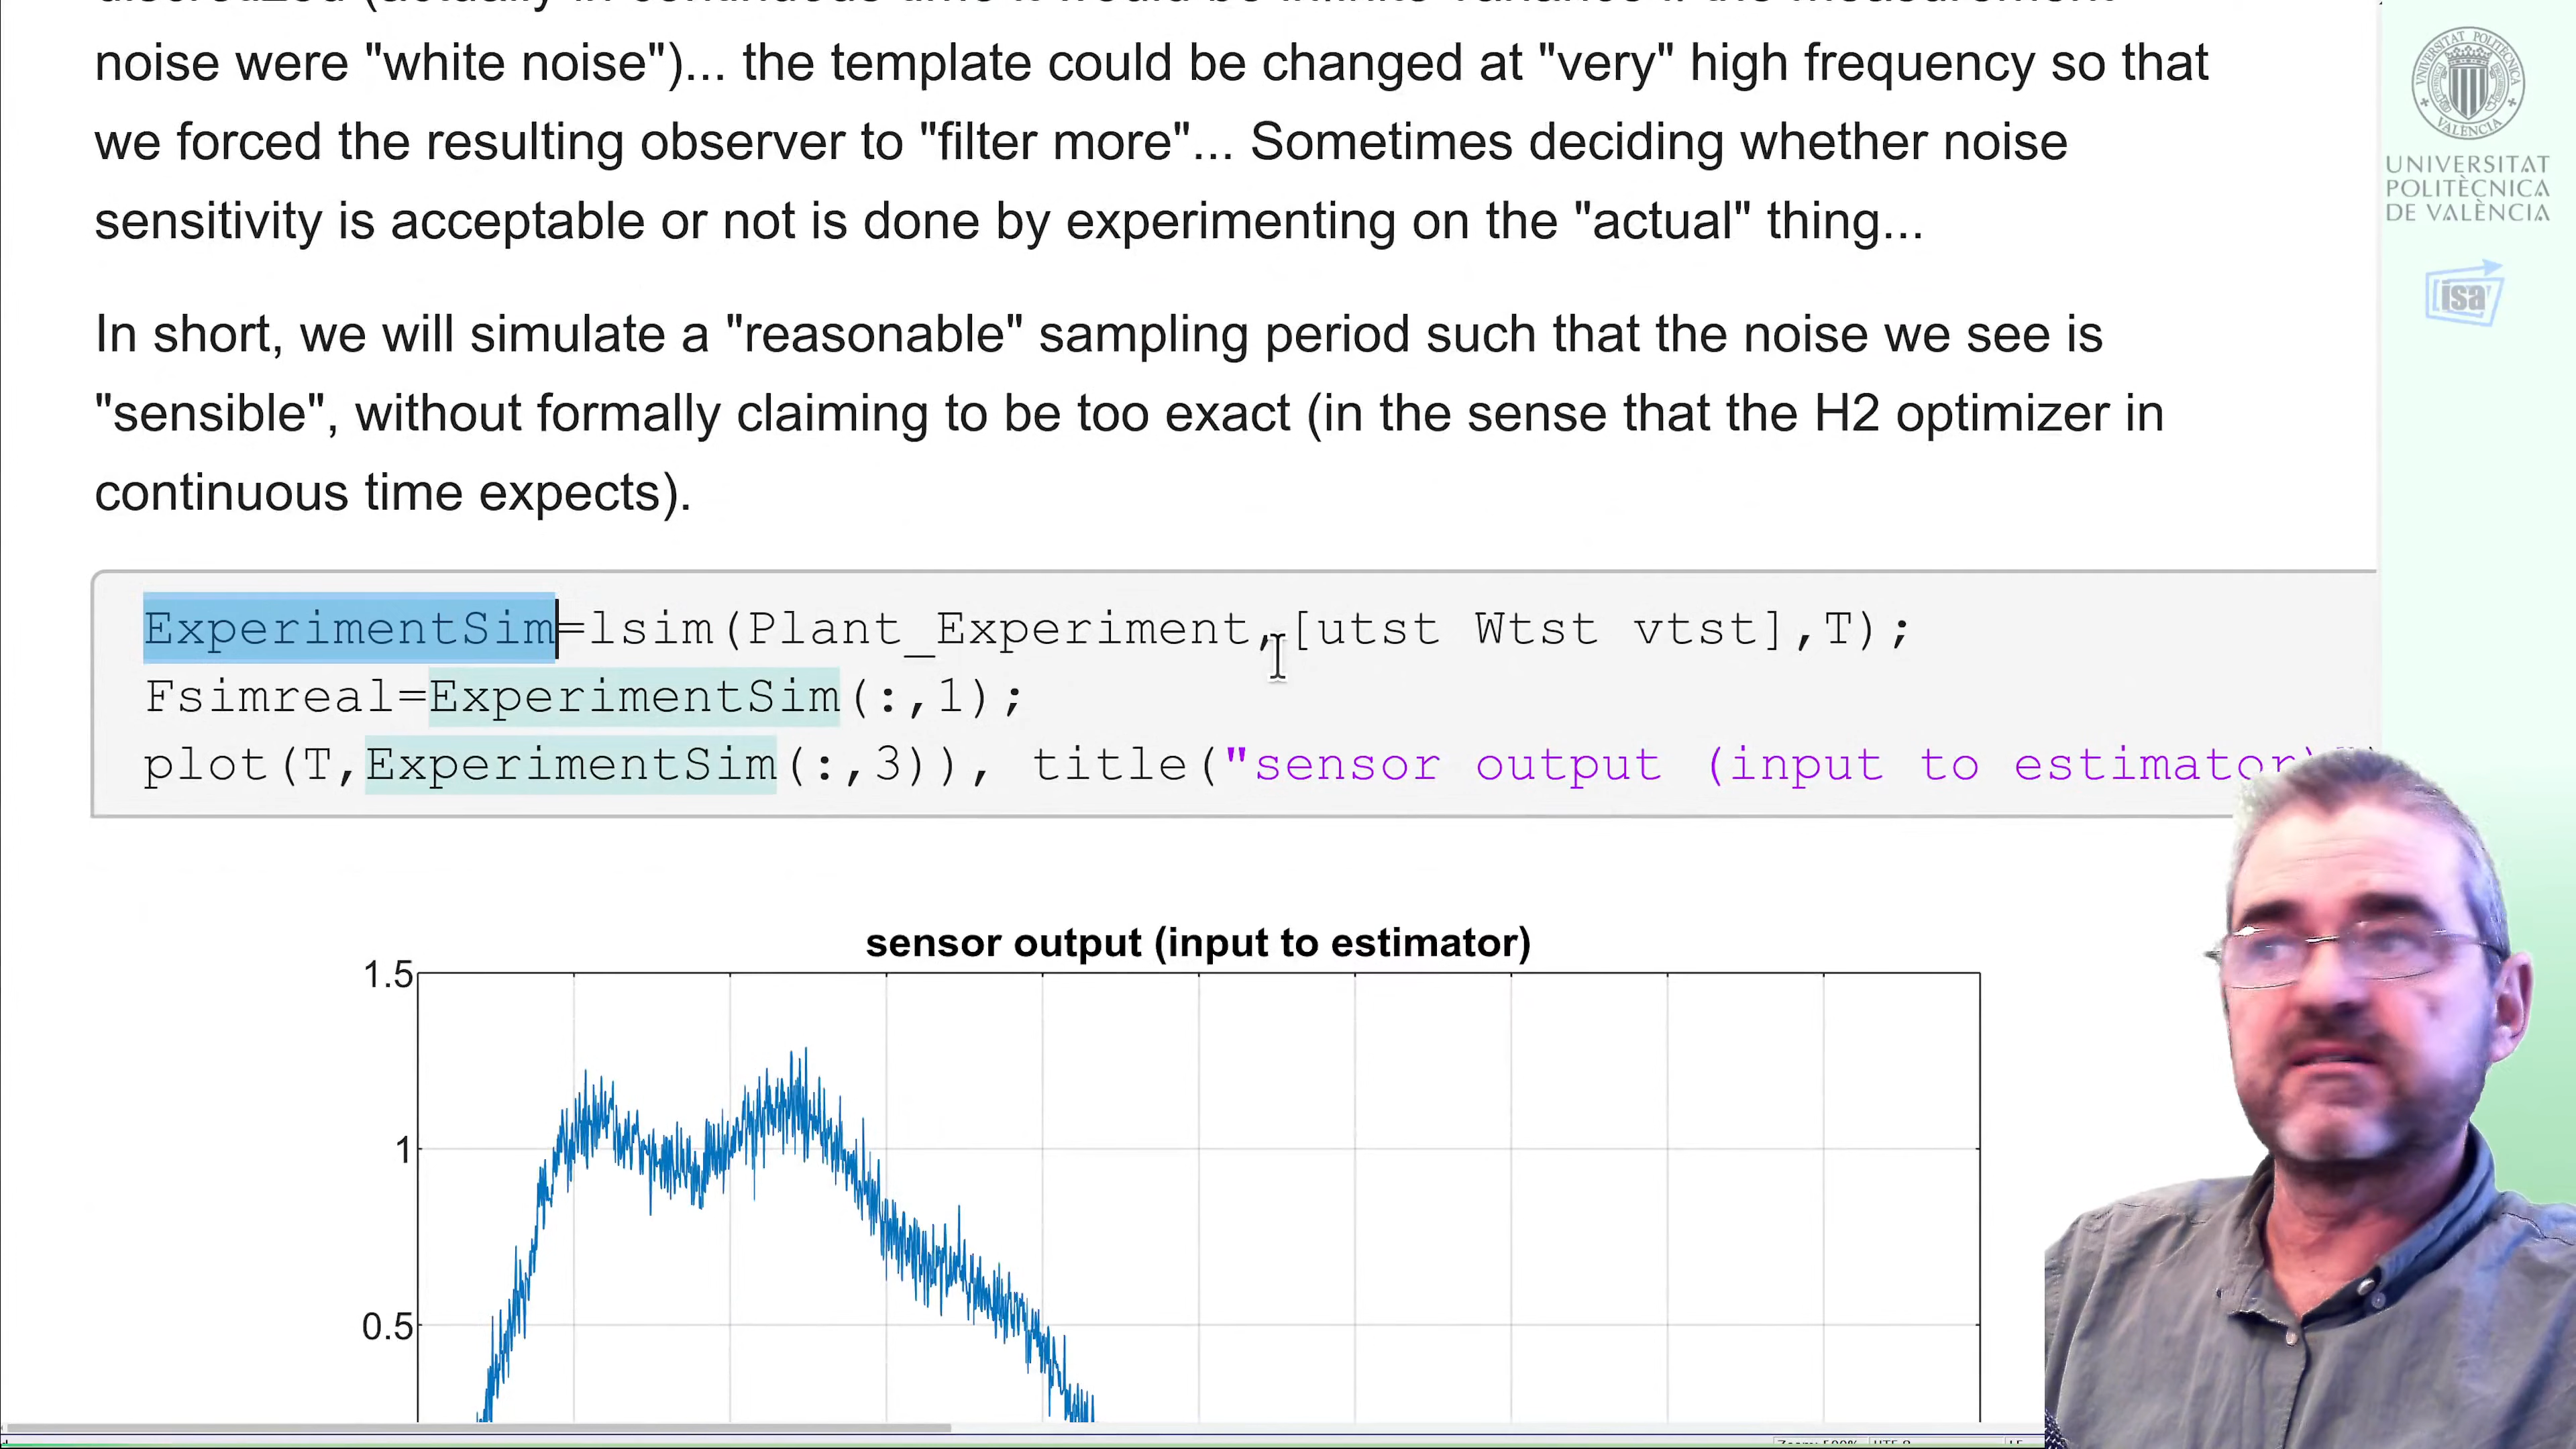 noise were "white noise")... the template could be changed at "very" high frequency so that
we forced the resulting observer to "filter more"... Sometimes deciding whether noise
sensitivity is acceptable or not is done by experimenting on the "actual" thing...
In short, we will simulate a "reasonable" sampling period such that the noise we see is
"sensible", without formally claiming to be too exact (in the sense that the H2 optimizer in
continuous time expects).
ExperimentSim=lsim(Plant_Experiment,[utst Wtst vtst],T);
Fsimreal=ExperimentSim(:,1);
plot(T,ExperimentSim(:,3)), title("sensor output (input to estimator)"
sensor output (input to estimator)
1.5
1
0.5
UNIVERSITAT
POLITÈCNICA
DE VALÈNCIA
isa